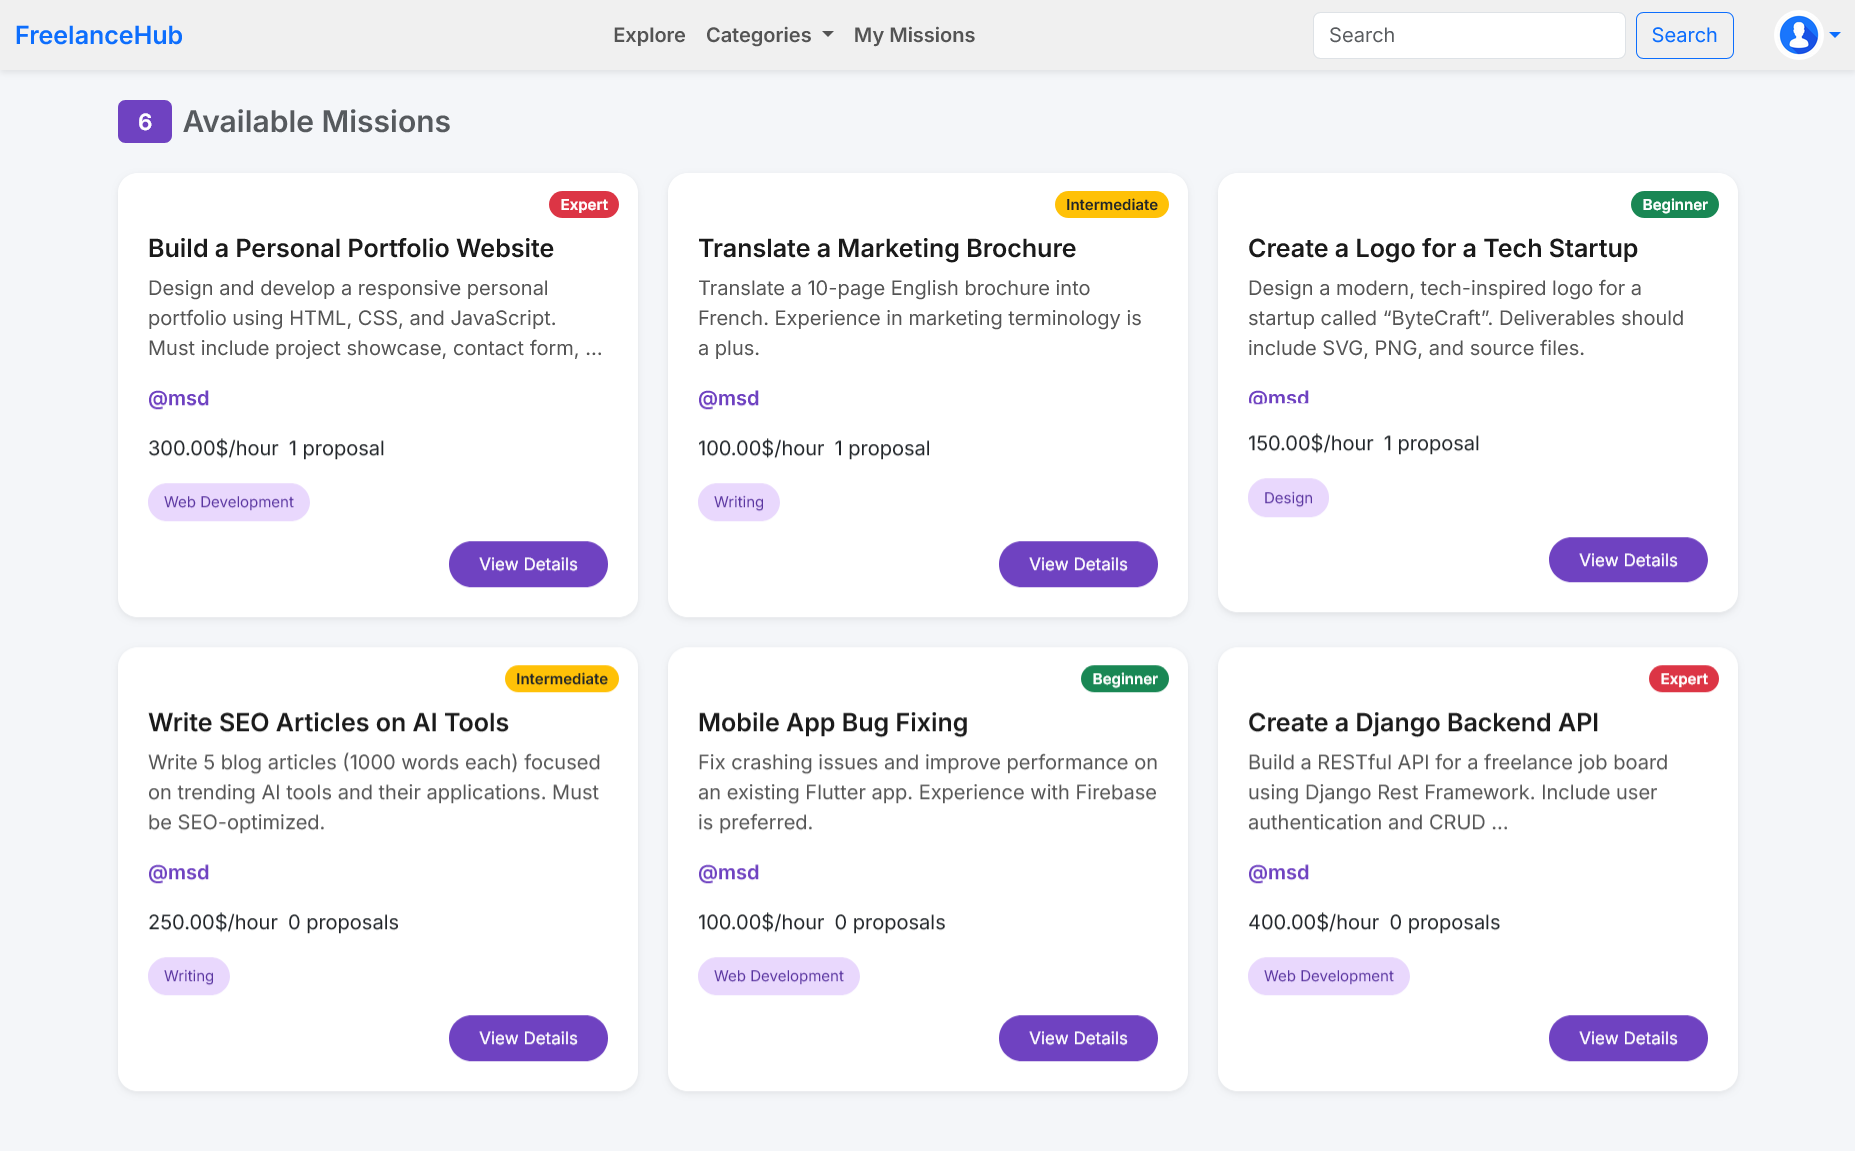 FreelanceHub
Explore Categories My Missions
Search
Search
6 Available Missions
Expert
Build a Personal Portfolio Website
Design and develop a responsive personal
portfolio using HTML, CSS, and JavaScript.
Must include project showcase, contact form, ...
@msd
300.00$/hour 1 proposal
Web Development
View Details
Intermediate
Translate a Marketing Brochure
Translate a 10-page English brochure into
French. Experience in marketing terminology is
a plus.
@msd
100.00$/hour 1 proposal
Writing
View Details
Beginner
Create a Logo for a Tech Startup
Design a modern, tech-inspired logo for a
startup called “ByteCraft”. Deliverables should
include SVG, PNG, and source files.
@msd
150.00$/hour 1 proposal
Design
View Details
Intermediate
Write SEO Articles on AI Tools
Write 5 blog articles (1000 words each) focused
on trending AI tools and their applications. Must
be SEO-optimized.
@msd
250.00$/hour 0 proposals
Writing
View Details
Beginner
Mobile App Bug Fixing
Fix crashing issues and improve performance on
an existing Flutter app. Experience with Firebase
is preferred.
@msd
100.00$/hour 0 proposals
Web Development
View Details
Expert
Create a Django Backend API
Build a RESTful API for a freelance job board
using Django Rest Framework. Include user
authentication and CRUD ...
@msd
400.00$/hour 0 proposals
Web Development
View Details